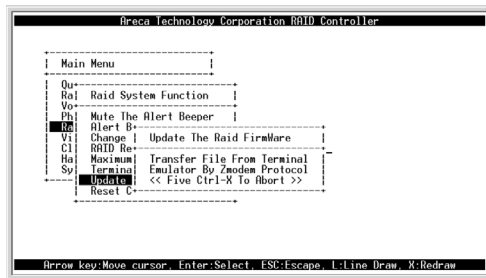 Areca Technology Corporation RAID Controller
Main Menu
Qu
Ra Raid System Function
Vo
Ph Mute The Alert Beeper
Ra Alert B
Vi Change Update The Raid FirmWare
Cl RAID Re
Ha Maximum Transfer File From Terminal
Sy Termina Emulator By Zmodem Protocol
Update << Five Ctrl-X To Abort >>
Reset C
Arrow key:Move cursor, Enter:Select, ESC:Escape, L:Line Draw, X:Redraw